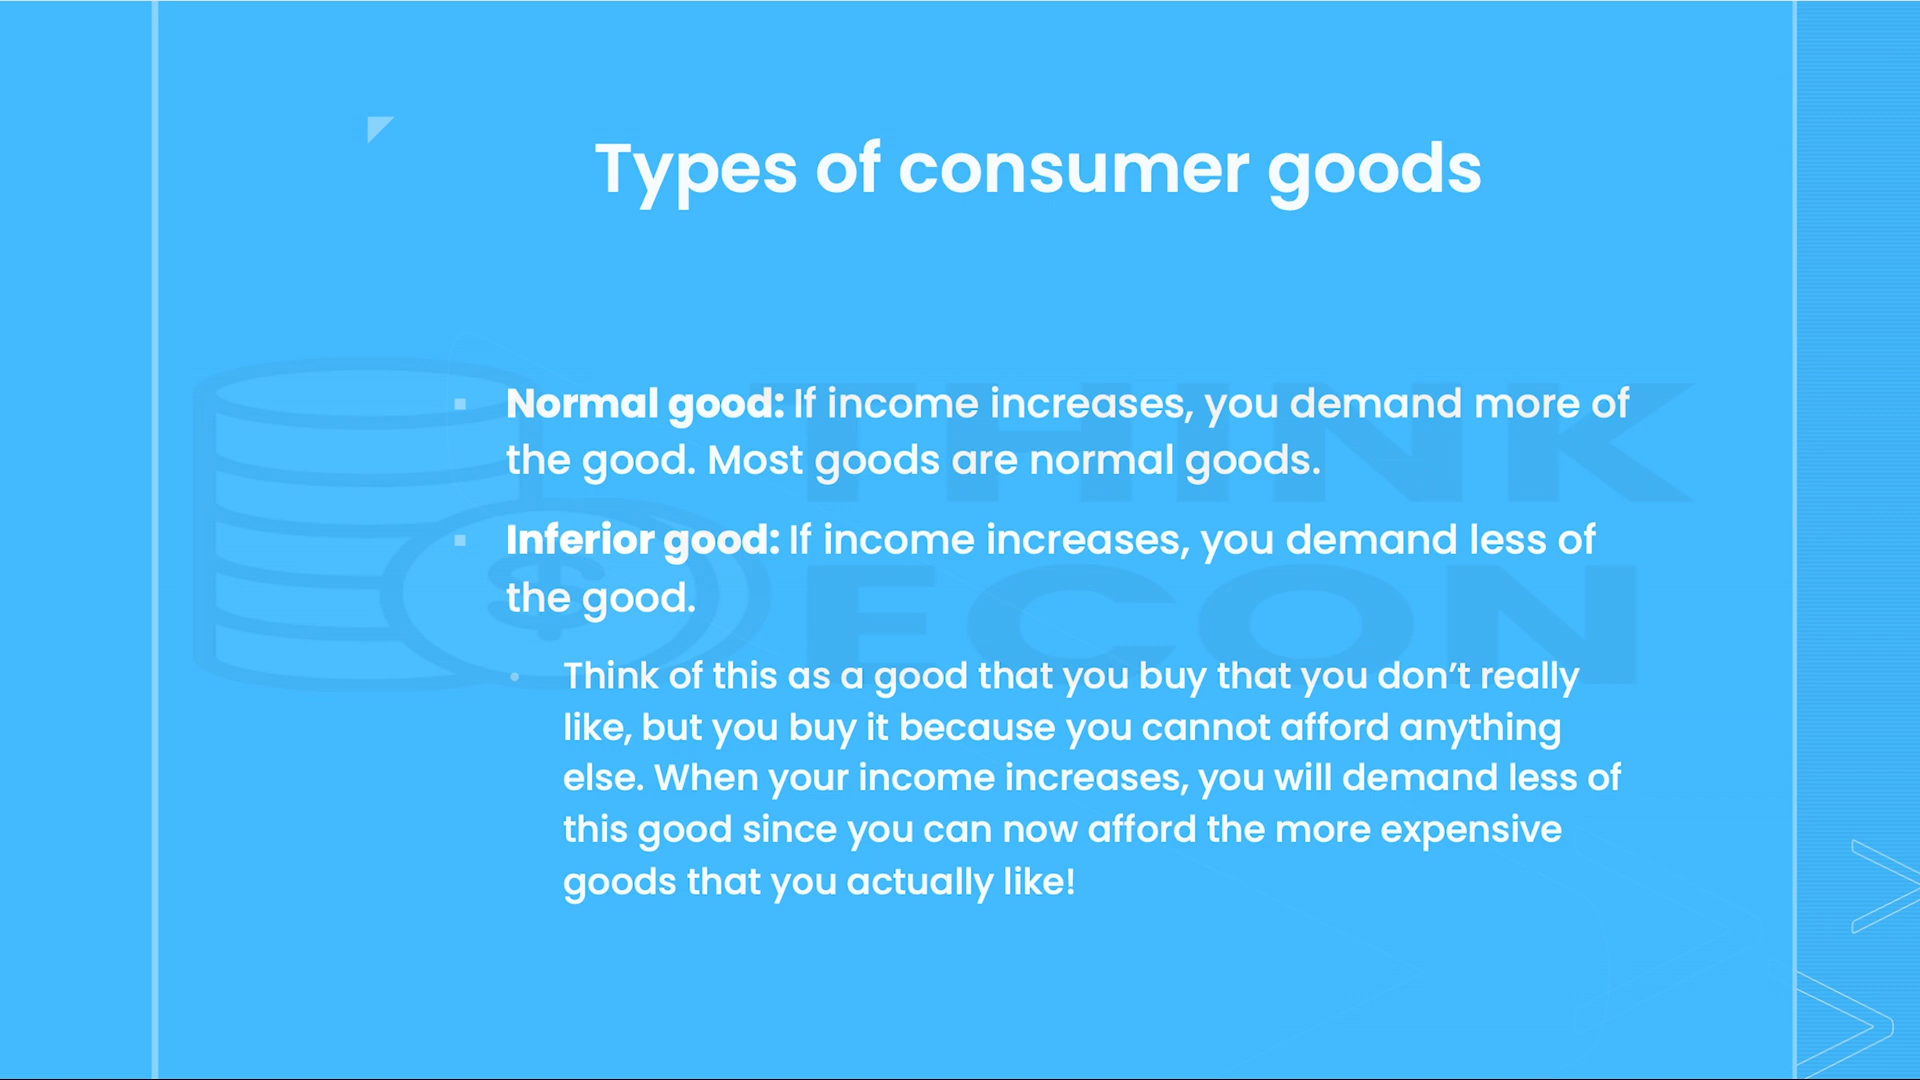 Types of consumer goods
Normal good: If income increases, you demand more of
the good. Most goods are normal goods.
Inferior good: If income increases, you demand less of
the good.
Think of this as a good that you buy that you don’t really
like, but you buy it because you cannot afford anything
else. When your income increases, you will demand less of
this good since you can now afford the more expensive
goods that you actually like!
THINK
ECON
$